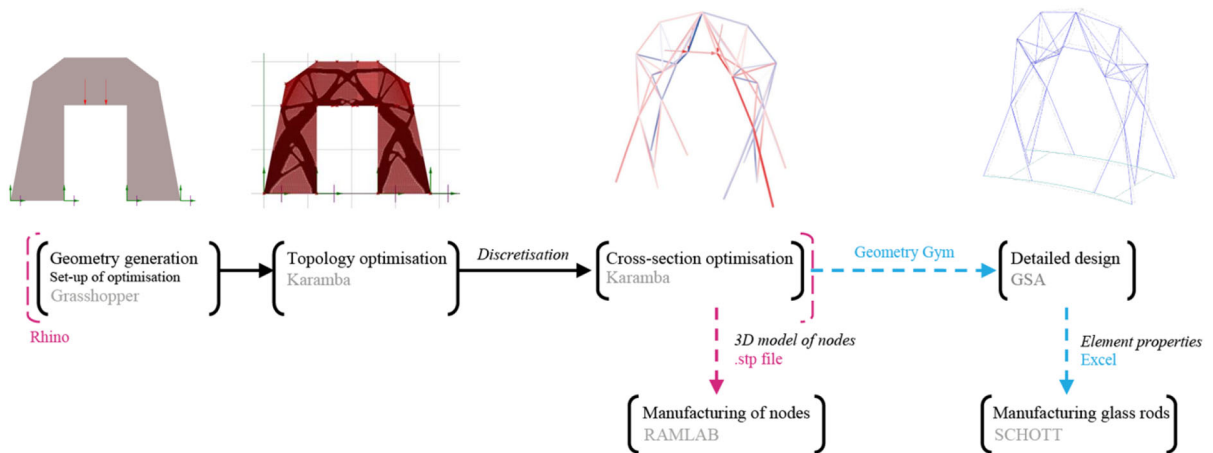 Geometry generation
Set-up of optimisation
Grasshopper
Rhino
Topology optimisation
Karamba
Discretisation
Cross-section optimisation
Karamba
Geometry Gym
Detailed design
GSA
3D model of nodes
.stp file
Element properties
Excel
Manufacturing of nodes
RAMLAB
Manufacturing glass rods
SCHOTT